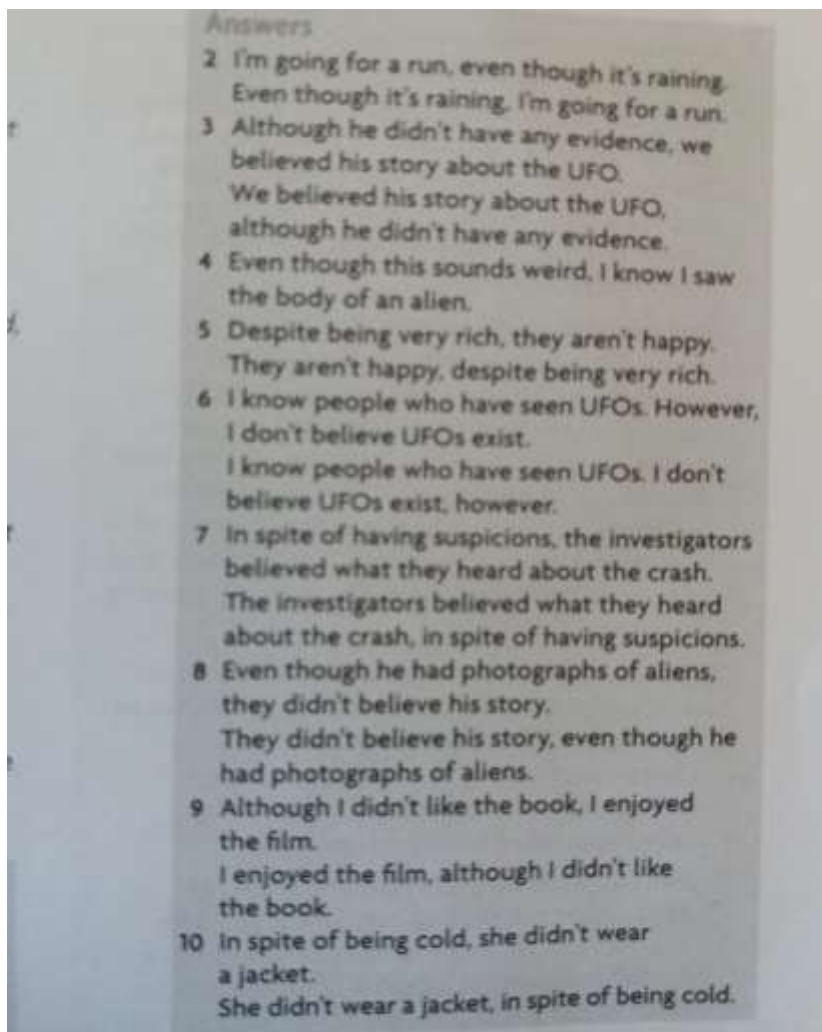 Answers
2 I'm going for a run, even though it's raining.
Even though it's raining, I'm going for a run.
3 Although he didn't have any evidence, we
believed his story about the UFO.
We believed his story about the UFO,
although he didn't have any evidence.
4 Even though this sounds weird, I know I saw
the body of an alien.
5 Despite being very rich, they aren't happy.
They aren't happy, despite being very rich.
6 I know people who have seen UFOs. However,
I don't believe UFOs exist.
I know people who have seen UFOs. I don't
believe UFOs exist, however.
7 In spite of having suspicions, the investigators
believed what they heard about the crash.
The investigators believed what they heard
about the crash, in spite of having suspicions.
8 Even though he had photographs of aliens,
they didn't believe his story.
They didn't believe his story, even though he
had photographs of aliens.
9 Although I didn't like the book, I enjoyed
the film.
I enjoyed the film, although I didn't like
the book.
10 In spite of being cold, she didn't wear
a jacket.
She didn't wear a jacket, in spite of being cold.